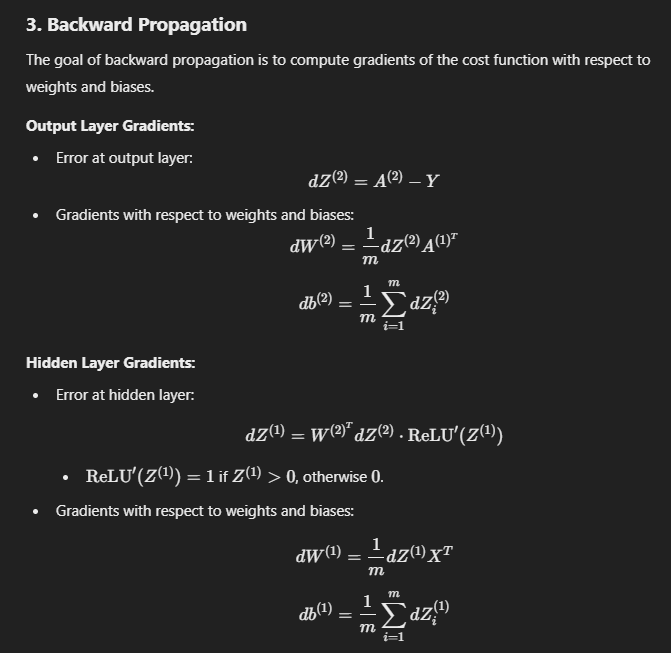 3. Backward Propagation
The goal of backward propagation is to compute gradients of the cost function with respect to
weights and biases.
Output Layer Gradients:
• Error at output layer:
dZ^{(2)} = A^{(2)} − Y
• Gradients with respect to weights and biases:
dW^{(2)} = \frac{1}{m} dZ^{(2)} A^{(1)^T}
db^{(2)} = \frac{1}{m} \sum_{i=1}^{m} dZ_i^{(2)}
Hidden Layer Gradients:
• Error at hidden layer:
dZ^{(1)} = W^{(2)^T} dZ^{(2)} · ReLU′(Z^{(1)})
• ReLU′(Z^{(1)}) = 1 if Z^{(1)} > 0, otherwise 0.
• Gradients with respect to weights and biases:
dW^{(1)} = \frac{1}{m} dZ^{(1)} X^T
db^{(1)} = \frac{1}{m} \sum_{i=1}^{m} dZ_i^{(1)}